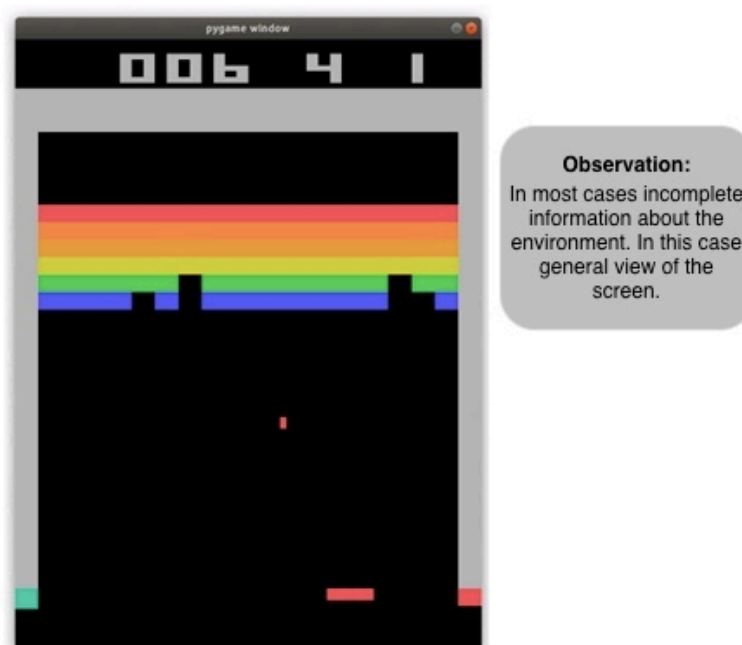 pygame window
006 4 1
Observation:
In most cases incomplete
information about the
environment. In this case
general view of the
screen.